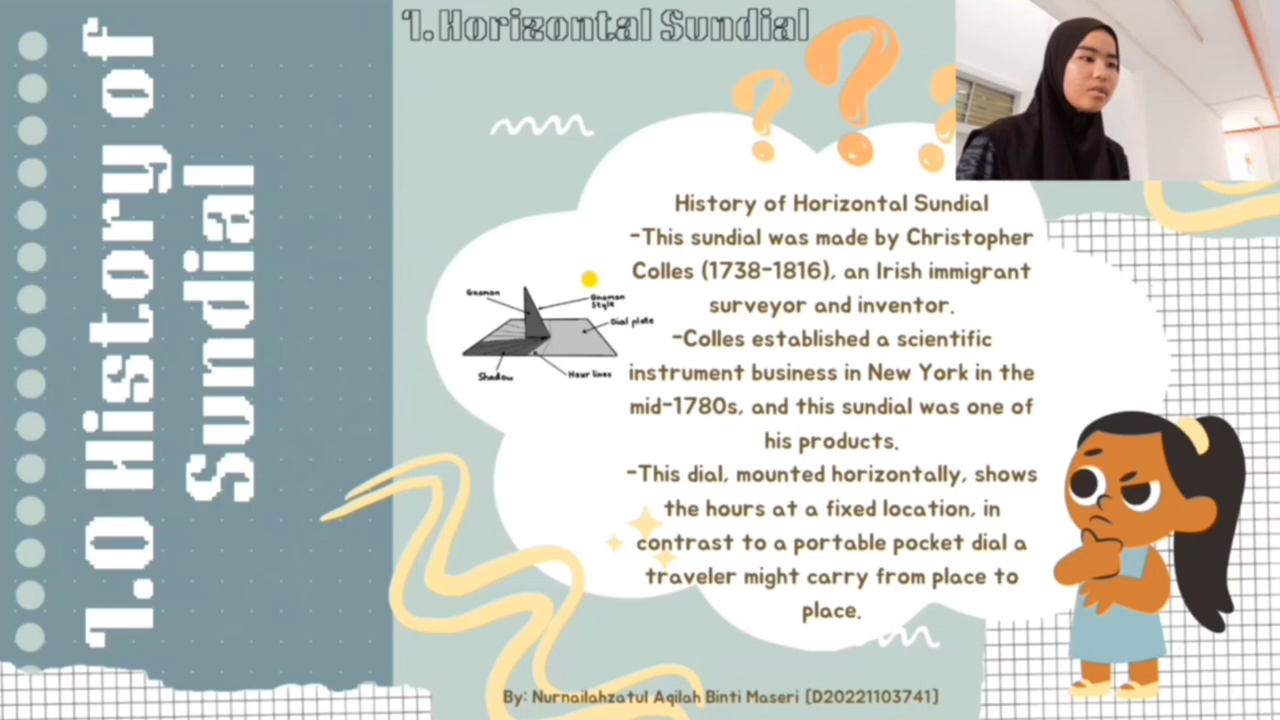 1.0 History of
Sundial
1. Horizontal Sundial
History of Horizontal Sundial
-This sundial was made by Christopher
Colles (1738-1816), an Irish immigrant
surveyor and inventor.
-Colles established a scientific
instrument business in New York in the
mid-1780s, and this sundial was one of
his products.
-This dial, mounted horizontally, shows
the hours at a fixed location, in
contrast to a portable pocket dial a
traveler might carry from place to
place.
Gnomon
Gnomon
Style
Dial plate
Shadow
Hour lines
By: Nurnailahzatul Aqilah Binti Maseri [D20221103741]